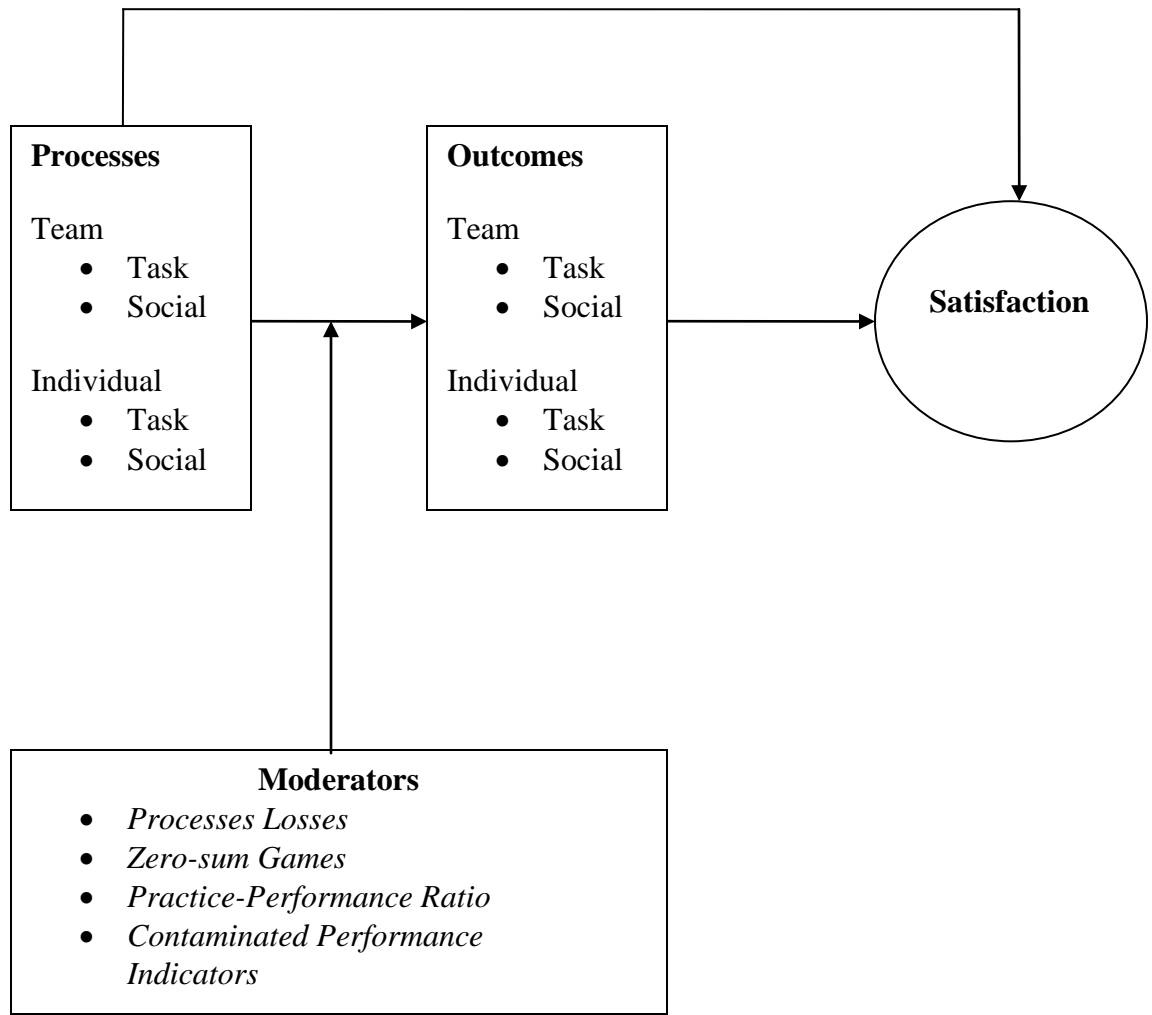 Processes
Team
• Task
• Social
Individual
• Task
• Social
Outcomes
Team
• Task
• Social
Individual
• Task
• Social
Satisfaction
Moderators
• Processes Losses
• Zero-sum Games
• Practice-Performance Ratio
• Contaminated Performance
Indicators